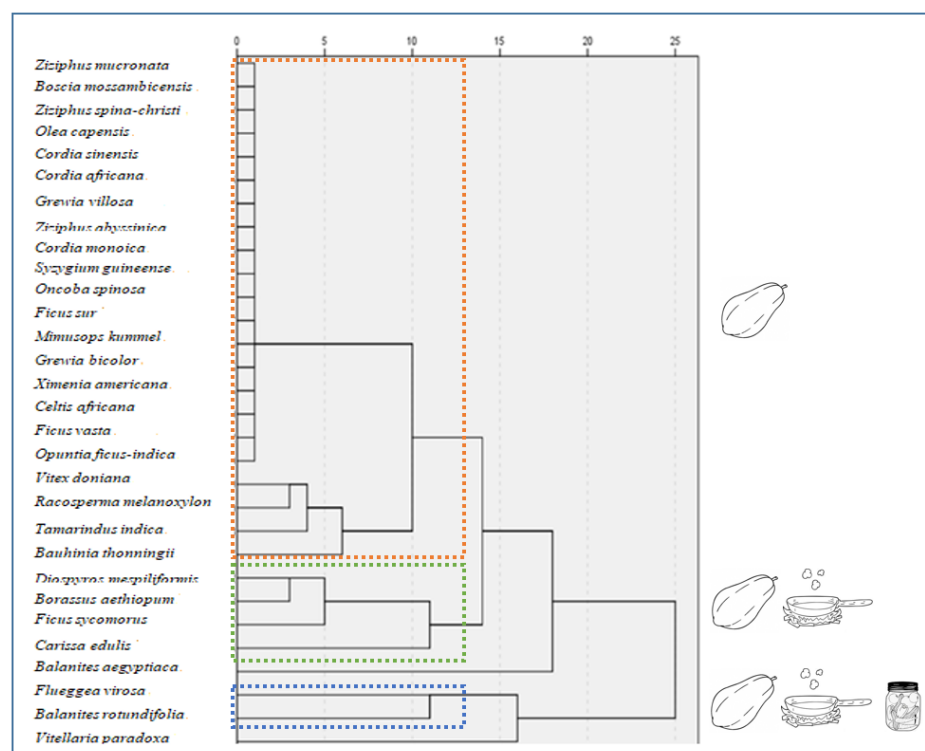 0 5 10 15 20 25
Ziziphus mucronata
Boscia mossambicensis
Ziziphus spina-christi
Olea capensis
Cordia sinensis
Cordia africana
Grewia villosa
Ziziphus abyssinica
Cordia monoica
Syzygium guineense
Oncoba spinosa
Ficus sur
Mimusops kummel
Grewia bicolor
Ximenia americana
Celtis africana
Ficus vasta
Opuntia ficus-indica
Vitex doniana
Racosperma melanoxylon
Tamarindus indica
Bauhinia thonningii
Diospyros mespiliformis
Borassus aethiopum
Ficus sycomorus
Carissa edulis
Balanites aegyptiaca
Flueggea virosa
Balanites rotundifolia
Vitellaria paradoxa